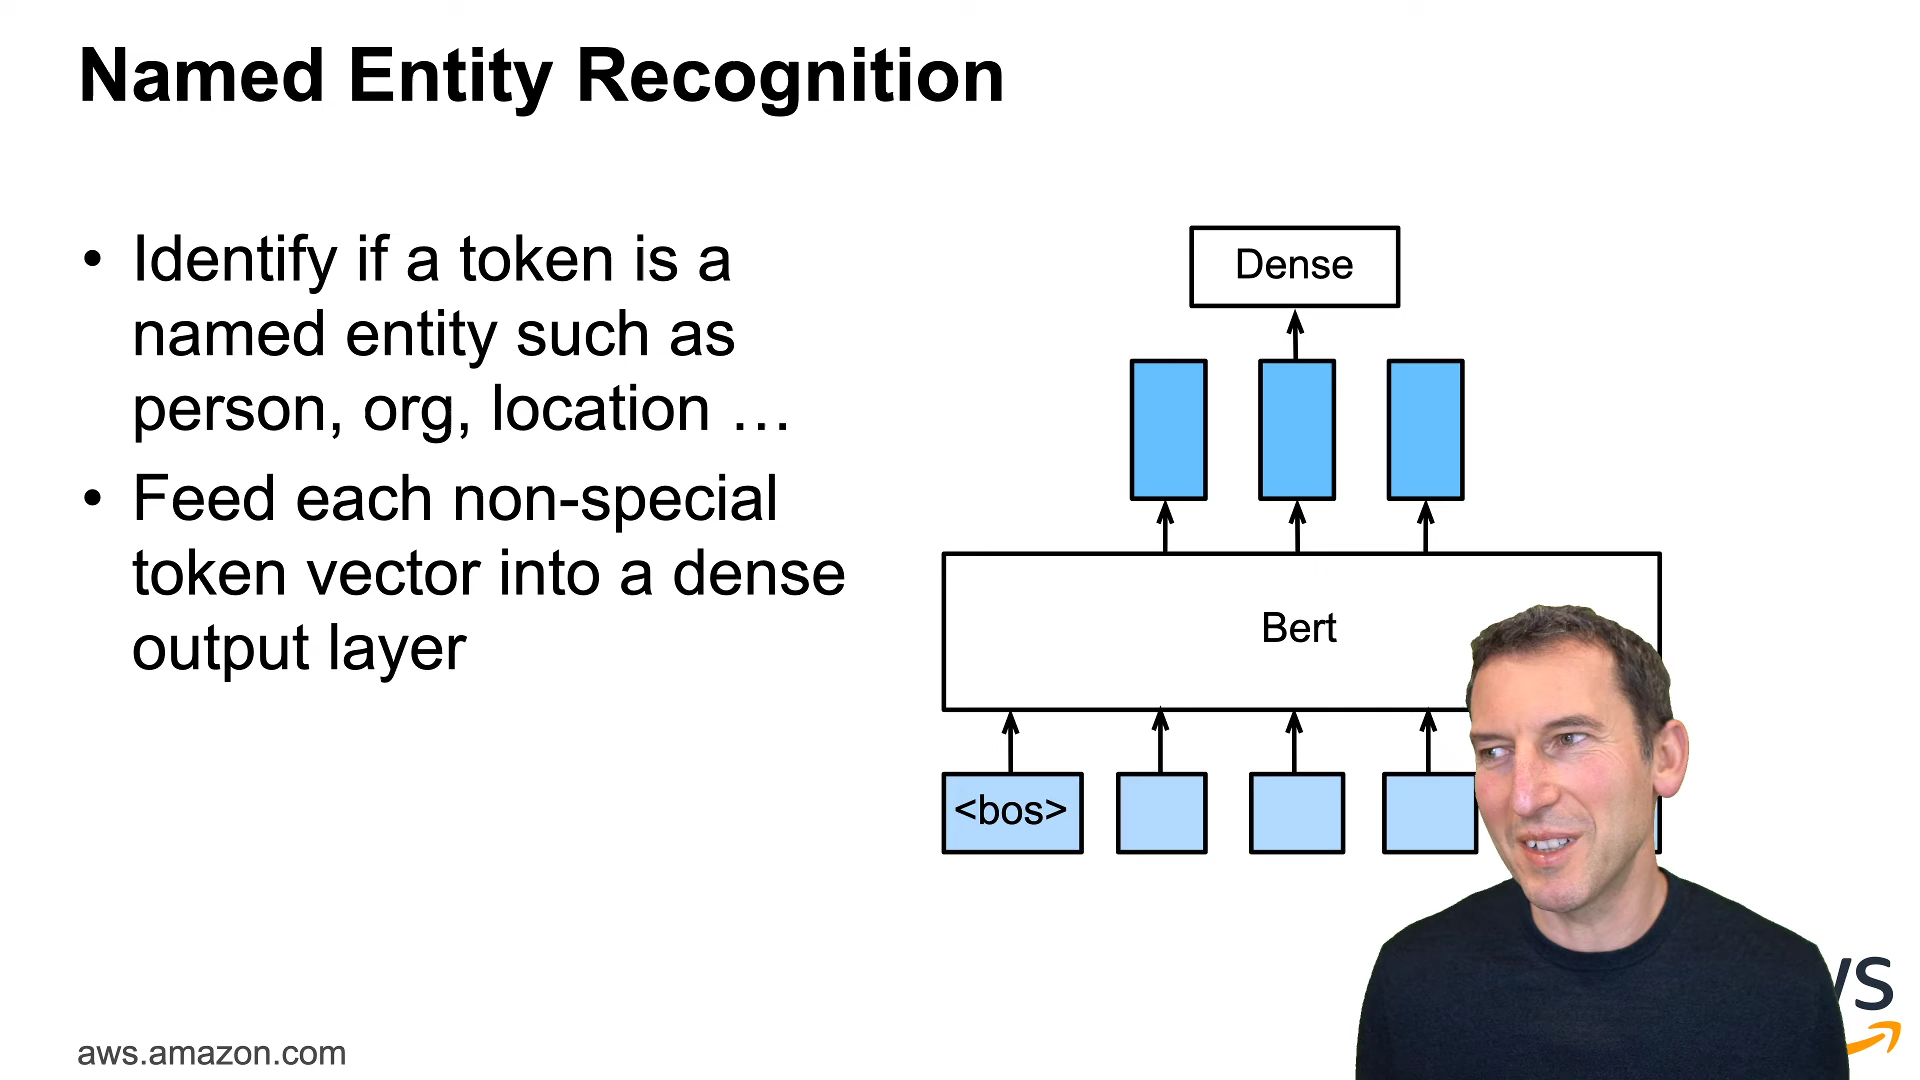 Named Entity Recognition
• Identify if a token is a
named entity such as
person, org, location …
• Feed each non-special
token vector into a dense
output layer
Dense
Bert
<bos>
aws.amazon.com